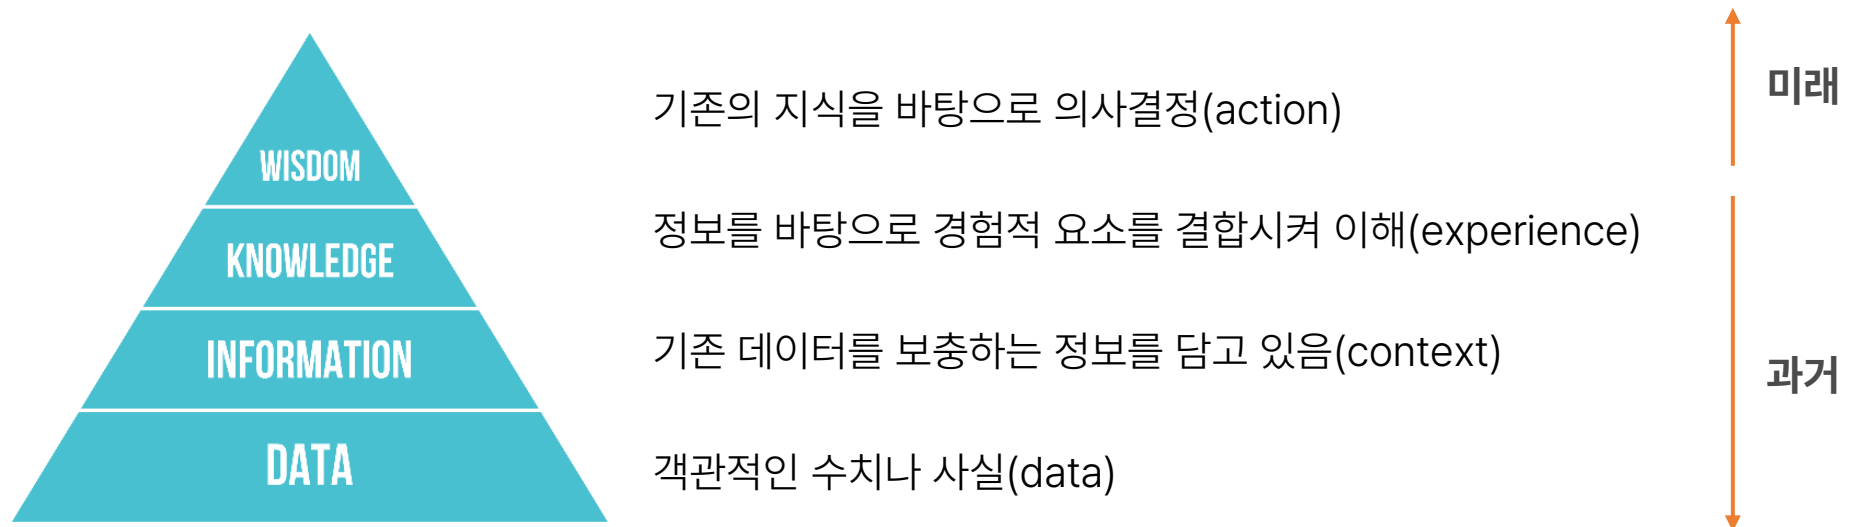 미래
기존의 지식을 바탕으로 의사결정(action)
WISDOM
정보를 바탕으로 경험적 요소를 결합시켜 이해(experience)
KNOWLEDGE
기존 데이터를 보충하는 정보를 담고 있음(context)
INFORMATION
과거
객관적인 수치나 사실(data)
DATA